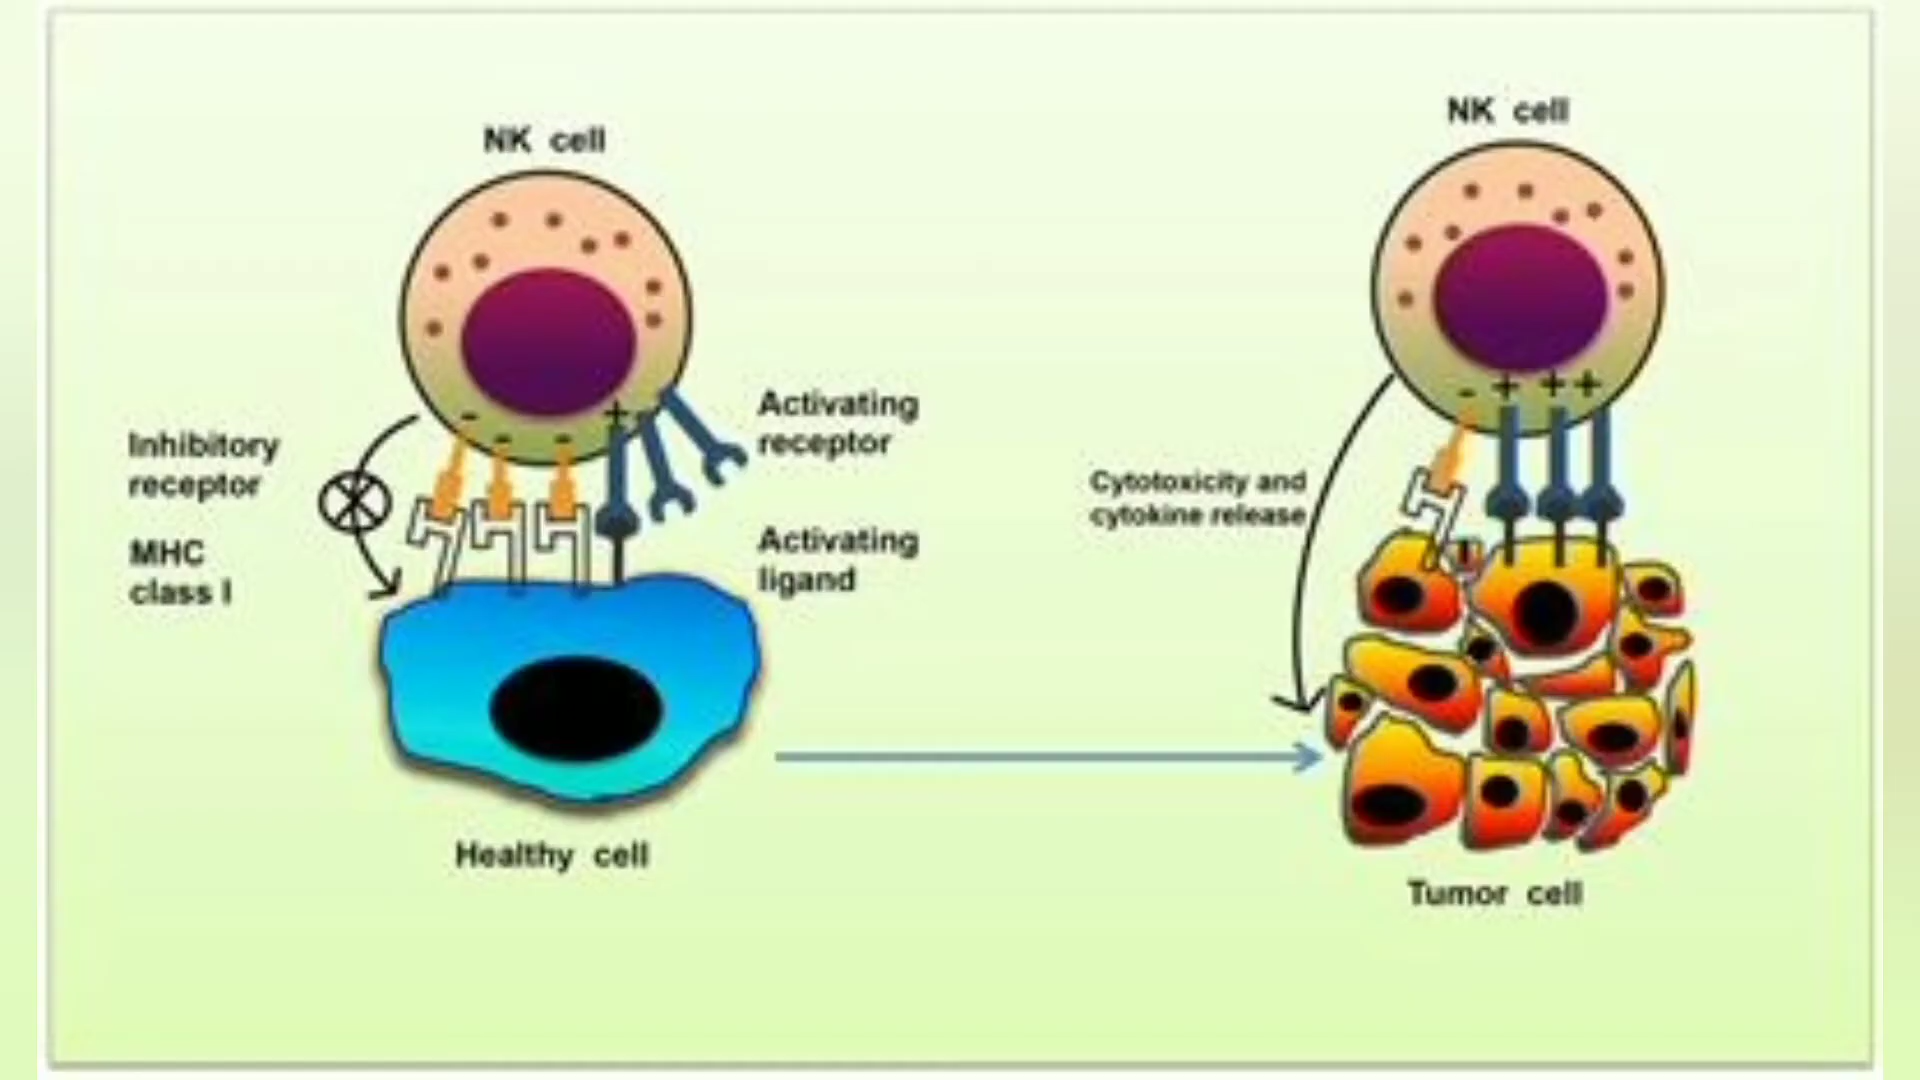 NK cell
Inhibitory
receptor
MHC
class I
- - - +
Activating
receptor
Activating
ligand
Healthy cell
NK cell
- + + +
Cytotoxicity and
cytokine release
Tumor cell